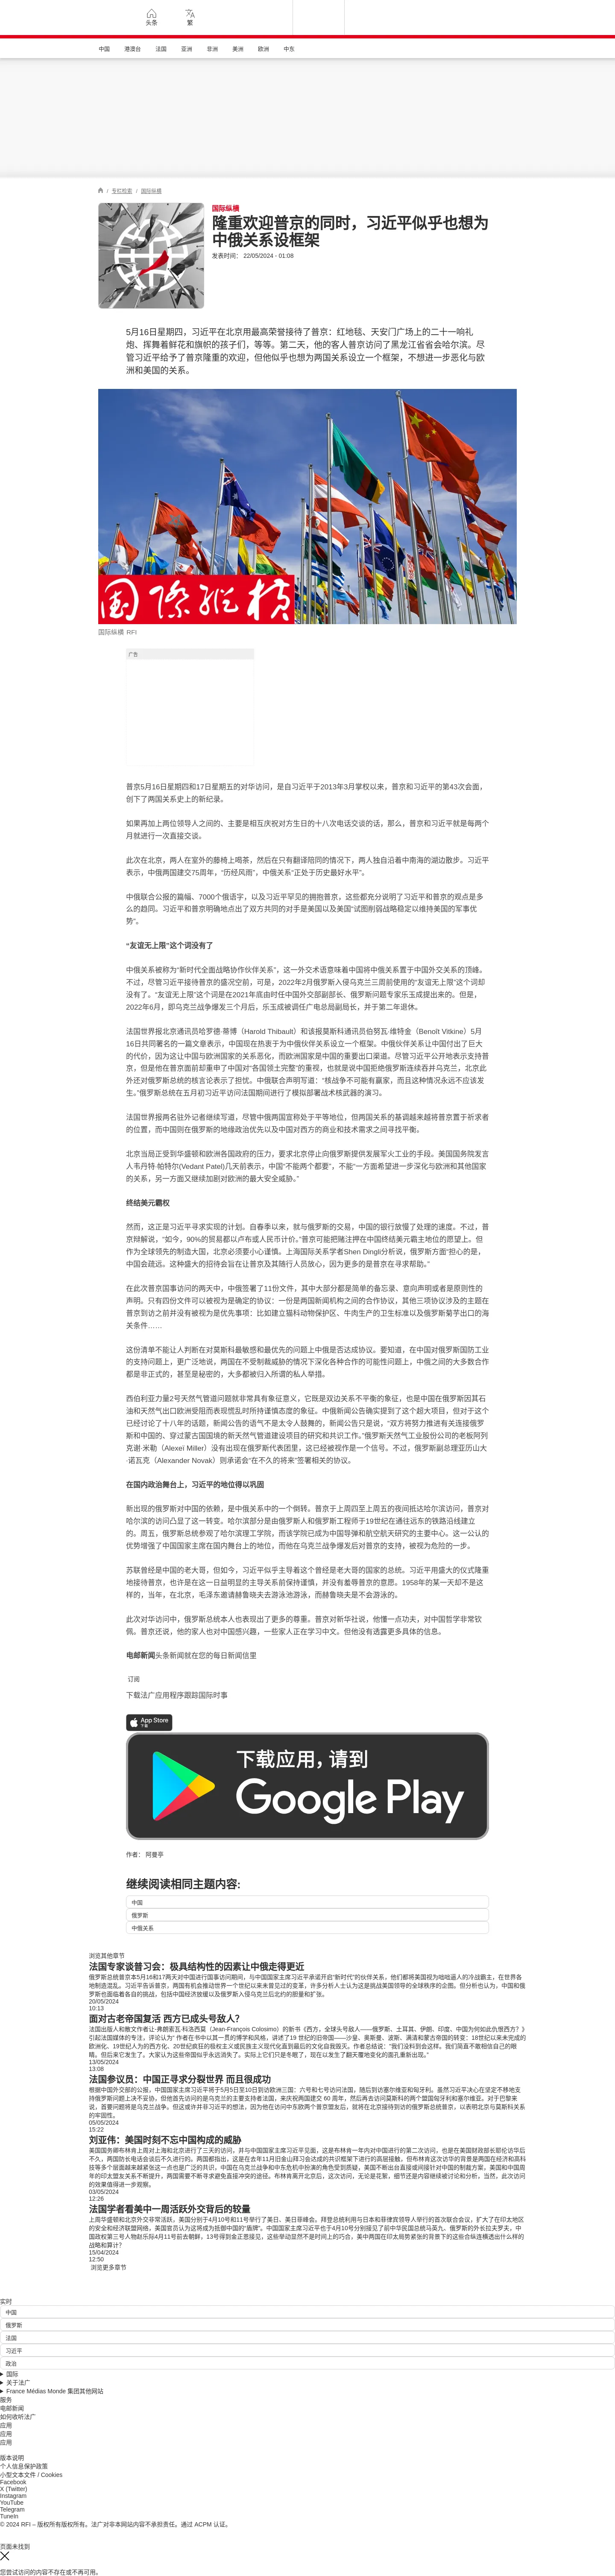 头条
繁
中国
港澳台
法国
亚洲
非洲
美洲
欧洲
中东
/ 专栏检索 / 国际纵横
国际纵横
隆重欢迎普京的同时，习近平似乎也想为
中俄关系设框架
发表时间： 22/05/2024 - 01:08
5月16日星期四，习近平在北京用最高荣誉接待了普京：红地毯、天安门广场上的二十一响礼
炮、挥舞着鲜花和旗帜的孩子们，等等。第二天，他的客人普京访问了黑龙江省省会哈尔滨。尽
管习近平给予了普京隆重的欢迎，但他似乎也想为两国关系设立一个框架，不想进一步恶化与欧
洲和美国的关系。
国际纵横
国际纵横 RFI
广告
普京5月16日星期四和17日星期五的对华访问，是自习近平于2013年3月掌权以来，普京和习近平的第43次会面，
创下了两国关系史上的新纪录。
如果再加上两位领导人之间的、主要是相互庆祝对方生日的十八次电话交谈的话，那么，普京和习近平就是每两个
月就进行一次直接交谈。
此次在北京，两人在室外的藤椅上喝茶，然后在只有翻译陪同的情况下，两人独自沿着中南海的湖边散步。习近平
表示，中俄两国建交75周年，“历经风雨”，中俄关系“正处于历史最好水平”。
中俄联合公报的篇幅、7000个俄语字，以及习近平罕见的拥抱普京，这些都充分说明了习近平和普京的观点是多
么的趋同。习近平和普京明确地点出了双方共同的对手是美国以及美国“试图削弱战略稳定以维持美国的军事优
势”。
“友谊无上限”这个词没有了
中俄关系被称为“新时代全面战略协作伙伴关系”，这一外交术语意味着中国将中俄关系置于中国外交关系的顶峰。
不过，尽管习近平接待普京的盛况空前，可是，2022年2月俄罗斯入侵乌克兰三周前使用的“友谊无上限”这个词却
没有了。“友谊无上限”这个词是在2021年底由时任中国外交部副部长、俄罗斯问题专家乐玉成提出来的。但是，
2022年6月，即乌克兰战争爆发三个月后，乐玉成被调任广电总局副局长，并于第二年退休。
法国世界报北京通讯员哈罗德·蒂博（Harold Thibault）和该报莫斯科通讯员伯努瓦·维特金（Benoît Vitkine）5月
16日共同署名的一篇文章表示，中国现在热衷于为中俄伙伴关系设立一个框架。中俄伙伴关系让中国付出了巨大
的代价，因为这让中国与欧洲国家的关系恶化，而欧洲国家是中国的重要出口渠道。尽管习近平公开地表示支持普
京，但是他在普京面前却重申了中国对“各国领土完整”的重视，也就是说中国拒绝俄罗斯连续吞并乌克兰，北京此
外还对俄罗斯总统的核言论表示了担忧。中俄联合声明写道：“核战争不可能有赢家，而且这种情况永远不应该发
生。”俄罗斯总统在五月初习近平访问法国期间进行了模拟部署战术核武器的演习。
法国世界报两名驻外记者继续写道，尽管中俄两国宣称处于平等地位，但两国关系的基调越来越将普京置于祈求者
的位置，而中国则在俄罗斯的地缘政治优先以及中国对西方的商业和技术需求之间寻找平衡。
北京当局正受到华盛顿和欧洲各国政府的压力，要求北京停止向俄罗斯提供发展军火工业的手段。美国国务院发言
人韦丹特·帕特尔(Vedant Patel)几天前表示，中国“不能两个都要”，不能“一方面希望进一步深化与欧洲和其他国家
的关系，另一方面又继续加剧对欧洲的最大安全威胁。”
终结美元霸权
然而，这正是习近平寻求实现的计划。自春季以来，就与俄罗斯的交易，中国的银行放慢了处理的速度。不过，普
京辩解说，“如今，90%的贸易都以卢布或人民币计价。”普京可能把赌注押在中国终结美元霸主地位的愿望上。但
作为全球领先的制造大国，北京必须要小心谨慎。上海国际关系学者Shen Dingli分析说，俄罗斯方面“担心的是，
中国会疏远。这种盛大的招待会旨在让普京及其随行人员放心，因为更多的是普京在寻求帮助。”
在此次普京国事访问的两天中，中俄签署了11份文件，其中大部分都是简单的备忘录、意向声明或者是原则性的
声明。只有四份文件可以被视为是确定的协议：一份是两国新闻机构之间的合作协议，其他三项协议涉及的主题在
普京到访之前并没有被视为是优先事项：比如建立猫科动物保护区、牛肉生产的卫生标准以及俄罗斯菊芋出口的海
关条件……
这份清单不能让人判断在对莫斯科最敏感和最优先的问题上中俄是否达成协议。要知道，在中国对俄罗斯国防工业
的支持问题上，更广泛地说，两国在不受制裁威胁的情况下深化各种合作的可能性问题上，中俄之间的大多数合作
都是非正式的，甚至是秘密的，大多都被归入所谓的私人举措。
西伯利亚力量2号天然气管道问题就非常具有象征意义，它既是双边关系不平衡的象征，也是中国在俄罗斯因其石
油和天然气出口欧洲受阻而表现慌乱时所持谨慎态度的象征。中俄新闻公告确实提到了这个超大项目，但对于这个
已经讨论了十八年的话题，新闻公告的语气不是太令人鼓舞的，新闻公告只是说，“双方将努力推进有关连接俄罗
斯和中国的、穿过蒙古国国境的新天然气管道建设项目的研究和共识工作。”俄罗斯天然气工业股份公司的老板阿列
克谢·米勒（Alexeï Miller）没有出现在俄罗斯代表团里，这已经被视作是一个信号。不过，俄罗斯副总理亚历山大
·诺瓦克（Alexander Novak）则承诺会“在不久的将来”签署相关的协议。
在国内政治舞台上，习近平的地位得以巩固
新出现的俄罗斯对中国的依赖，是中俄关系中的一个倒转。普京于上周四至上周五的夜间抵达哈尔滨访问，普京对
哈尔滨的访问凸显了这一转变。哈尔滨部分是由俄罗斯人和俄罗斯工程师于19世纪在通往远东的铁路沿线建立
的。周五，俄罗斯总统参观了哈尔滨理工学院，而该学院已成为中国导弹和航空航天研究的主要中心。这一公认的
优势增强了中国国家主席在国内舞台上的地位，而他在乌克兰战争爆发后对普京的支持，被视为危险的一步。
苏联曾经是中国的老大哥，但如今，习近平似乎主导着这个曾经是老大哥的国家的总统。习近平用盛大的仪式隆重
地接待普京，也许是在这一日益明显的主导关系前保持谨慎，并没有羞辱普京的意愿。1958年的某一天却不是这
样的，当年，在北京，毛泽东邀请赫鲁晓夫去游泳池游泳，而赫鲁晓夫是不会游泳的。
此次对华访问中，俄罗斯总统本人也表现出了更多的尊重。普京对新华社说，他懂一点功夫，对中国哲学非常钦
佩。普京还说，他的家人也对中国感兴趣，一些家人正在学习中文。但他没有透露更多具体的信息。
电邮新闻头条新闻就在您的每日新闻信里
订阅
下载法广应用程序跟踪国际时事
App Store
下载
下载应用，请到
Google Play
作者： 阿曼亭
继续阅读相同主题内容:
中国
俄罗斯
中俄关系
浏览其他章节
法国专家谈普习会：极具结构性的因素让中俄走得更近
俄罗斯总统普京本5月16和17两天对中国进行国事访问期间，与中国国家主席习近平承诺开启“新时代”的伙伴关系，他们都将美国视为咄咄逼人的冷战霸主，在世界各
地制造混乱。习近平告诉普京，两国有机会推动世界一个世纪以来未曾见过的变革，许多分析人士认为这是挑战美国领导的全球秩序的企图。但分析也认为，中国和俄
罗斯也面临着各自的挑战，包括中国经济放缓以及俄罗斯入侵乌克兰后北约的胆量和扩张。
20/05/2024
10:13
面对古老帝国复活 西方已成头号敌人?
法国出版人和散文作者让-弗朗索瓦·科洛西莫（Jean-François Colosimo）的新书《西方，全球头号敌人——俄罗斯、土耳其、伊朗、印度、中国为何如此仇恨西方? 》
引起法国媒体的专注，评论认为广作者在书中以其一贯的博学和风格，讲述了19 世纪的旧帝国——沙皇、奥斯曼、波斯、满清和蒙古帝国的转变：18世纪以来未完成的
欧洲化、19世纪人为的西方化、20世纪疯狂的极权主义或民族主义现代化直到最后的文化自我毁灭。作者总结说：“我们没料到会这样。我们简直不敢相信自己的眼
睛。但后来它发生了。大家认为这些帝国似乎永远消失了。实际上它们只是冬眠了，现在以发生了翻天覆地变化的面孔重新出现。”
13/05/2024
13:08
法国参议员：中国正寻求分裂世界 而且很成功
根据中国外交部的公报，中国国家主席习近平将于5月5日至10日到访欧洲三国：六号和七号访问法国，随后到访塞尔维亚和匈牙利。虽然习近平决心在坚定不移地支
持俄罗斯问题上决不妥协，但他首先访问的是与美国同为北约的西方主要支持者法国，来庆祝两国建交 60 周年，然后再去访问莫斯科的两个盟国匈牙利和塞尔维亚。对于巴黎来
说，首要问题将是乌克兰战争。但这或许并非习近平的想法，因为他在访问中东欧两个普京盟友后，就将在北京接待到访的俄罗斯总统普京，以表明北京与莫斯科关系
的牢固性。
05/05/2024
15:22
刘亚伟：美国时刻不忘中国构成的威胁
美国国务卿布林肯上周对上海和北京进行了三天的访问，并与中国国家主席习近平见面，这是布林肯一年内对中国进行的第二次访问，也是在美国财政部长耶伦访华后
不久，两国防长电话会谈后不久进行的。两国都指出，这是在去年11月旧金山拜习会达成的共识框架下进行的高层接触，但布林肯这次访华的背景是两国在经济和高科
技等多个层面越来越紧张这一点也是广泛的共识，中国在乌克兰战争和中东危机中扮演的角色受到质疑，美国不断出台直接或间接针对中国的制裁方案，美国和中国周
年的印太盟友关系不断提升，两国需要不断寻求避免直接冲突的途径。布林肯离开北京后，这次访问，无论是花絮，细节还是内容继续被讨论和分析，当然，此次访问
的效果值得进一步观察。
03/05/2024
12:26
法国学者看美中一周活跃外交背后的较量
上周华盛顿和北京外交非常活跃，美国分别于4月10号和11号举行了美日、美日菲峰会。拜登总统利用与日本和菲律宾领导人举行的首次联合会议，扩大了在印太地区
的安全和经济联盟网络，美国官员认为这将成为抵御中国的“盾牌”。中国国家主席习近平也于4月10号分别接见了前中华民国总统马英九、俄罗斯的外长拉夫罗夫，中
国政权第三号人物赵乐际4月11号前去朝鲜，13号得到金正恩接见，这些举动显然不是时间上的巧合，美中两国在印太局势紧张的背景下的这些合纵连横透出什么样的
战略和算计？
15/04/2024
12:50
浏览更多章节
实时
中国
俄罗斯
法国
习近平
政治
国际
关于法广
France Médias Monde 集团其他网站
服务
电邮新闻
如何收听法广
应用
应用
应用
版本说明
个人信息保护政策
小型文本文件 / Cookies
Facebook
X (Twitter)
Instagram
YouTube
Telegram
TuneIn
© 2024 RFI – 版权所有版权所有。法广对非本网站内容不承担责任。通过 ACPM 认证。
页面未找到
您尝试访问的内容不存在或不再可用。